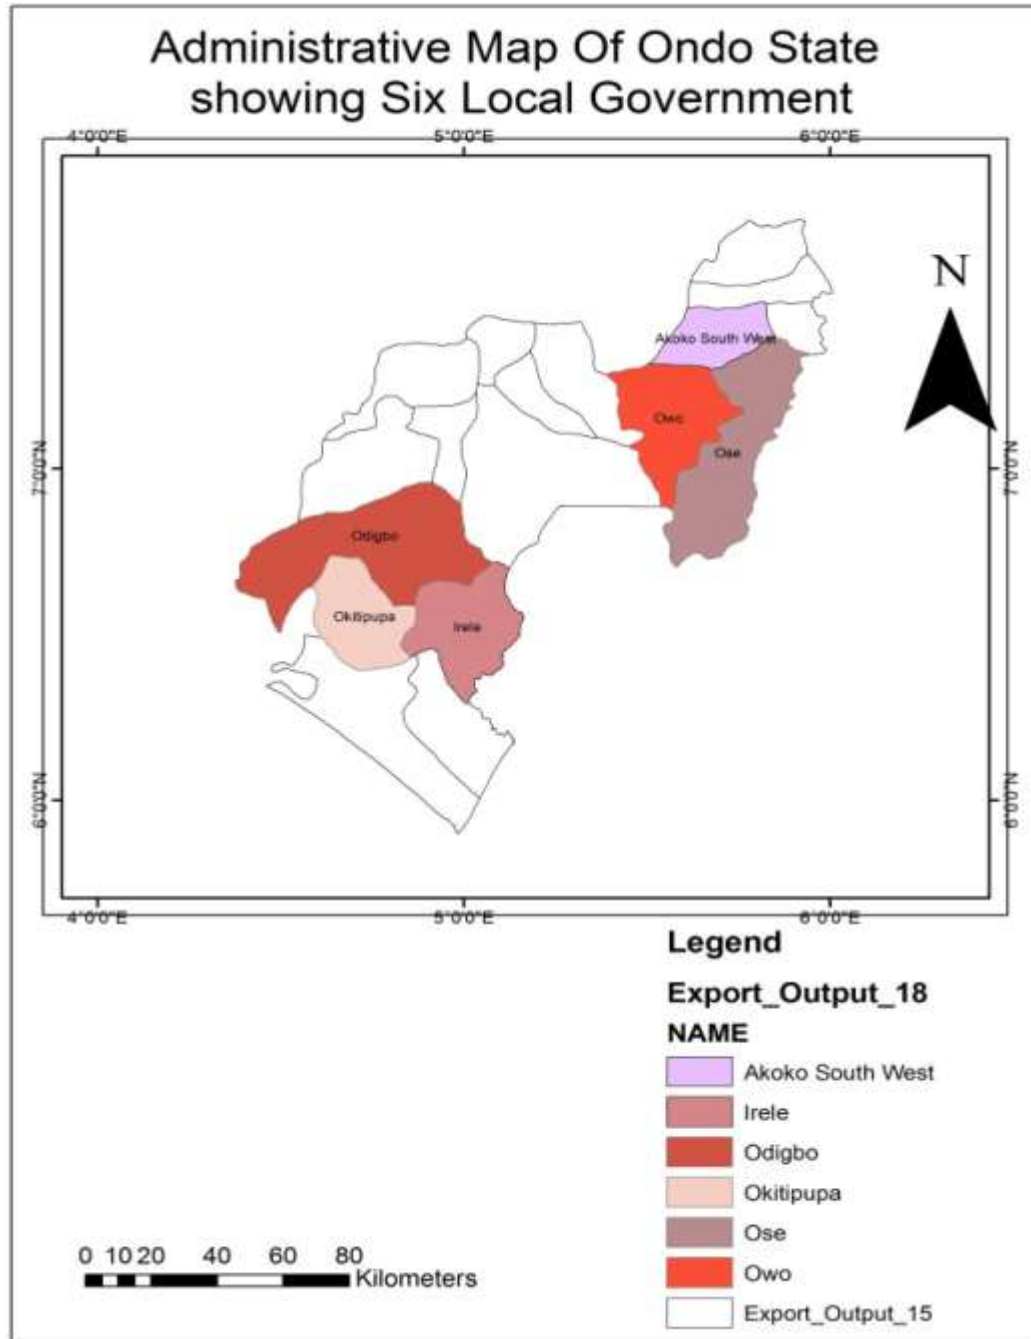 Administrative Map Of Ondo State
showing Six Local Government
4°0'0"E 5°0'0"E 6°0'0"E
N
Akoko South West
Owo
Ose
7°0'0"N 7°0'0"N
Odigbo
Okitipupa
Irele
6°0'0"N 6°0'0"N
4°0'0"E 5°0'0"E 6°0'0"E
Legend
Export_Output_18
NAME
Akoko South West
Irele
Odigbo
Okitipupa
Ose
Owo
Export_Output_15
0 10 20 40 60 80
Kilometers